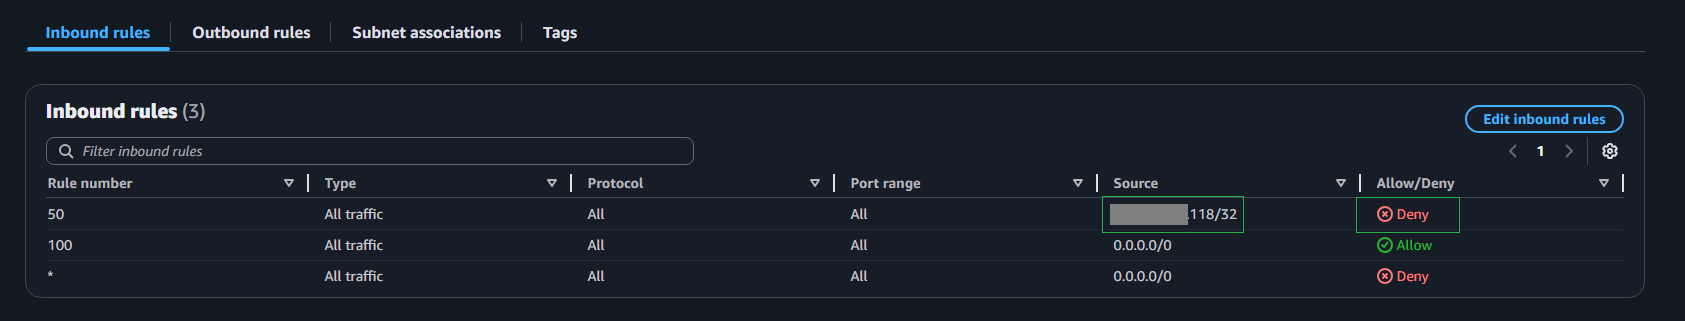 Inbound rules Outbound rules Subnet associations Tags
Inbound rules (3)
Edit inbound rules
Filter inbound rules
1
Rule number Type Protocol Port range Source Allow/Deny
50 All traffic All All .118/32 Deny
100 All traffic All All 0.0.0.0/0 Allow
* All traffic All All 0.0.0.0/0 Deny